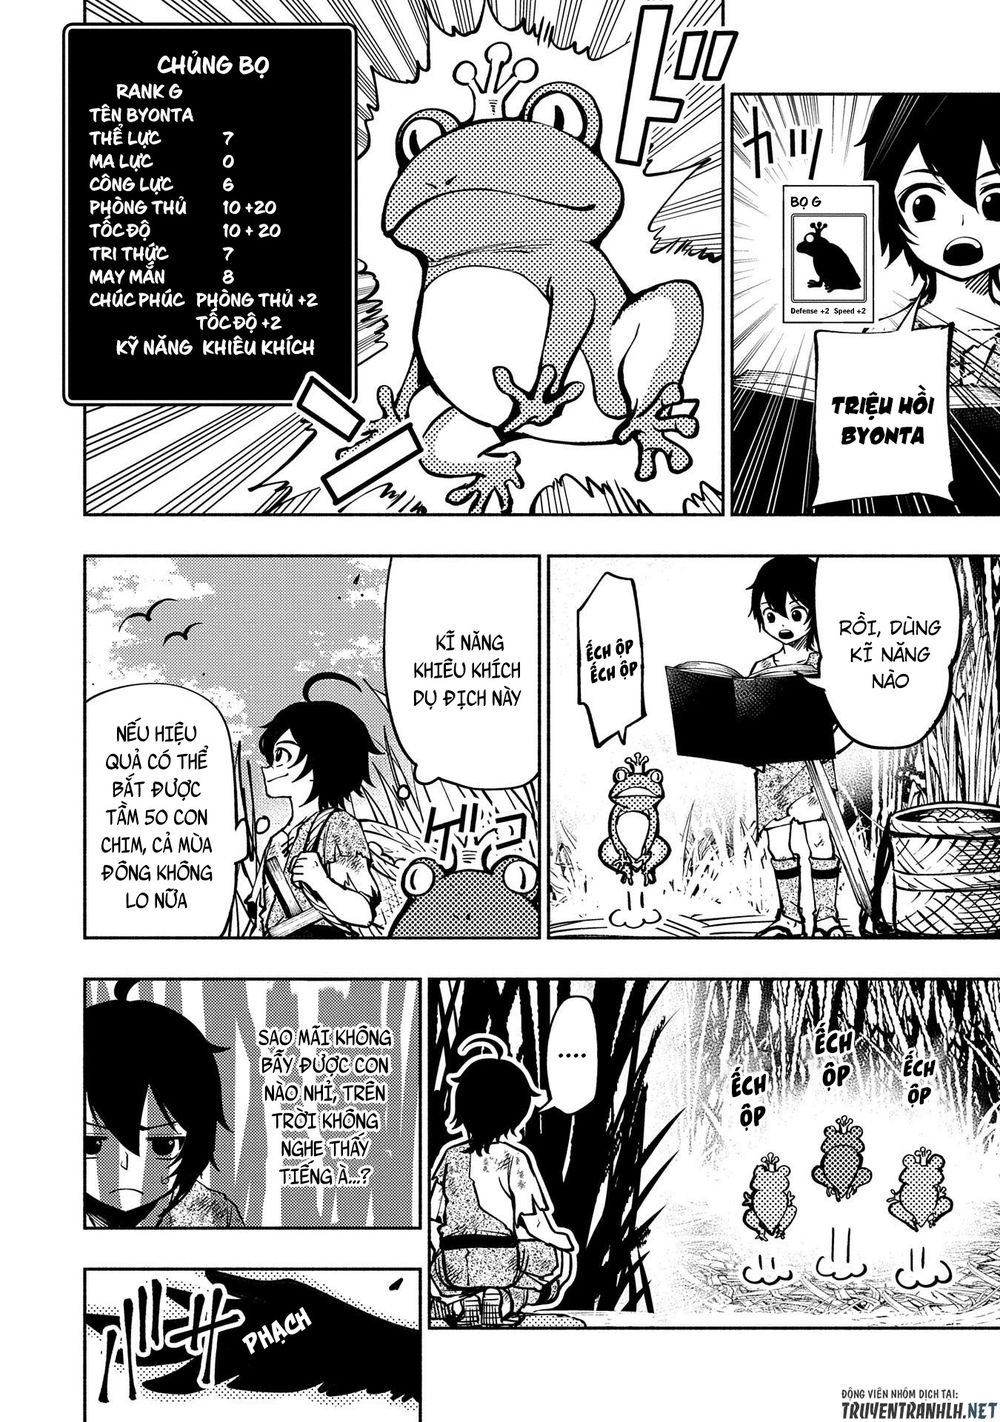 BỌ G
Defense +2 Speed +2
TRIỆU HỒI
BYONTA
ガッ
CHỦNG BỌ
RANK G
TÊN BYONTA
THỂ LỰC 7
MA LỰC 0
CÔNG LỰC 6
PHÒNG THỦ 10 +20
TỐC ĐỘ 10 + 20
TRI THỨC 7
MAY MẮN 8
CHÚC PHÚC PHÒNG THỦ +2
TỐC ĐỘ +2
KỸ NĂNG KHIÊU KHÍCH
ドン
RỒI, DÙNG
KĨ NĂNG
NÀO
ẾCH ỘP
ẾCH ỘP
KĨ NĂNG
KHIÊU KHÍCH
DỤ ĐỊCH NÀY
ゲコ
NẾU HIỆU
QUẢ CÓ THỂ
BẮT ĐƯỢC
TẦM 50 CON
CHIM, CẢ MÙA
ĐÔNG KHÔNG
LO NỮA
ẾCH
ỘP
ẾCH
ỘP
ẾCH
ỘP
.....
SAO MÃI KHÔNG
BẪY ĐƯỢC CON
NÀO NHỈ, TRÊN
TRỜI KHÔNG
NGHE THẤY
TIẾNG À...?
PHẠCH
ĐỘNG VIÊN NHÓM DỊCH TẠI:
TRUYENTRANHLH.NET